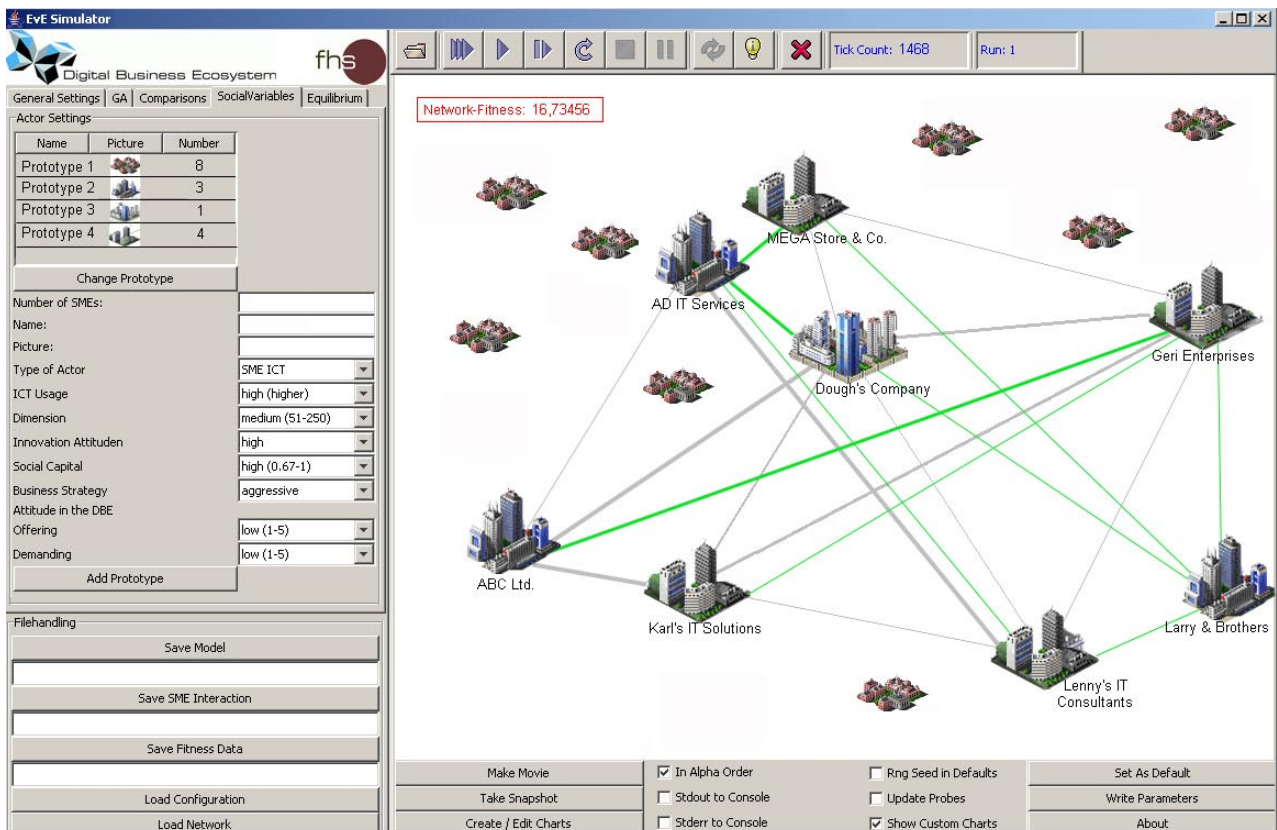 EvE Simulator
Digital Business Ecosystem
fhs
Tick Count: 1468
Run: 1
General Settings
GA
Comparisons
SocialVariables
Equilibrium
Actor Settings
Name Picture Number
Prototype 1 8
Prototype 2 3
Prototype 3 1
Prototype 4 4
Change Prototype
Number of SMEs:
Name:
Picture:
Type of Actor SME ICT
ICT Usage high (higher)
Dimension medium (51-250)
Innovation Attituden high
Social Capital high (0.67-1)
Business Strategy aggressive
Attitude in the DBE
Offering low (1-5)
Demanding low (1-5)
Add Prototype
Filehandling
Save Model
Save SME Interaction
Save Fitness Data
Load Configuration
Load Network
Network-Fitness: 16,73456
MEGA Store & Co.
AD IT Services
Geri Enterprises
Dough's Company
ABC Ltd.
Karl's IT Solutions
Larry & Brothers
Lenny's IT
Consultants
Make Movie
In Alpha Order
Rng Seed in Defaults
Set As Default
Take Snapshot
Stdout to Console
Update Probes
Write Parameters
Create / Edit Charts
Stderr to Console
Show Custom Charts
About